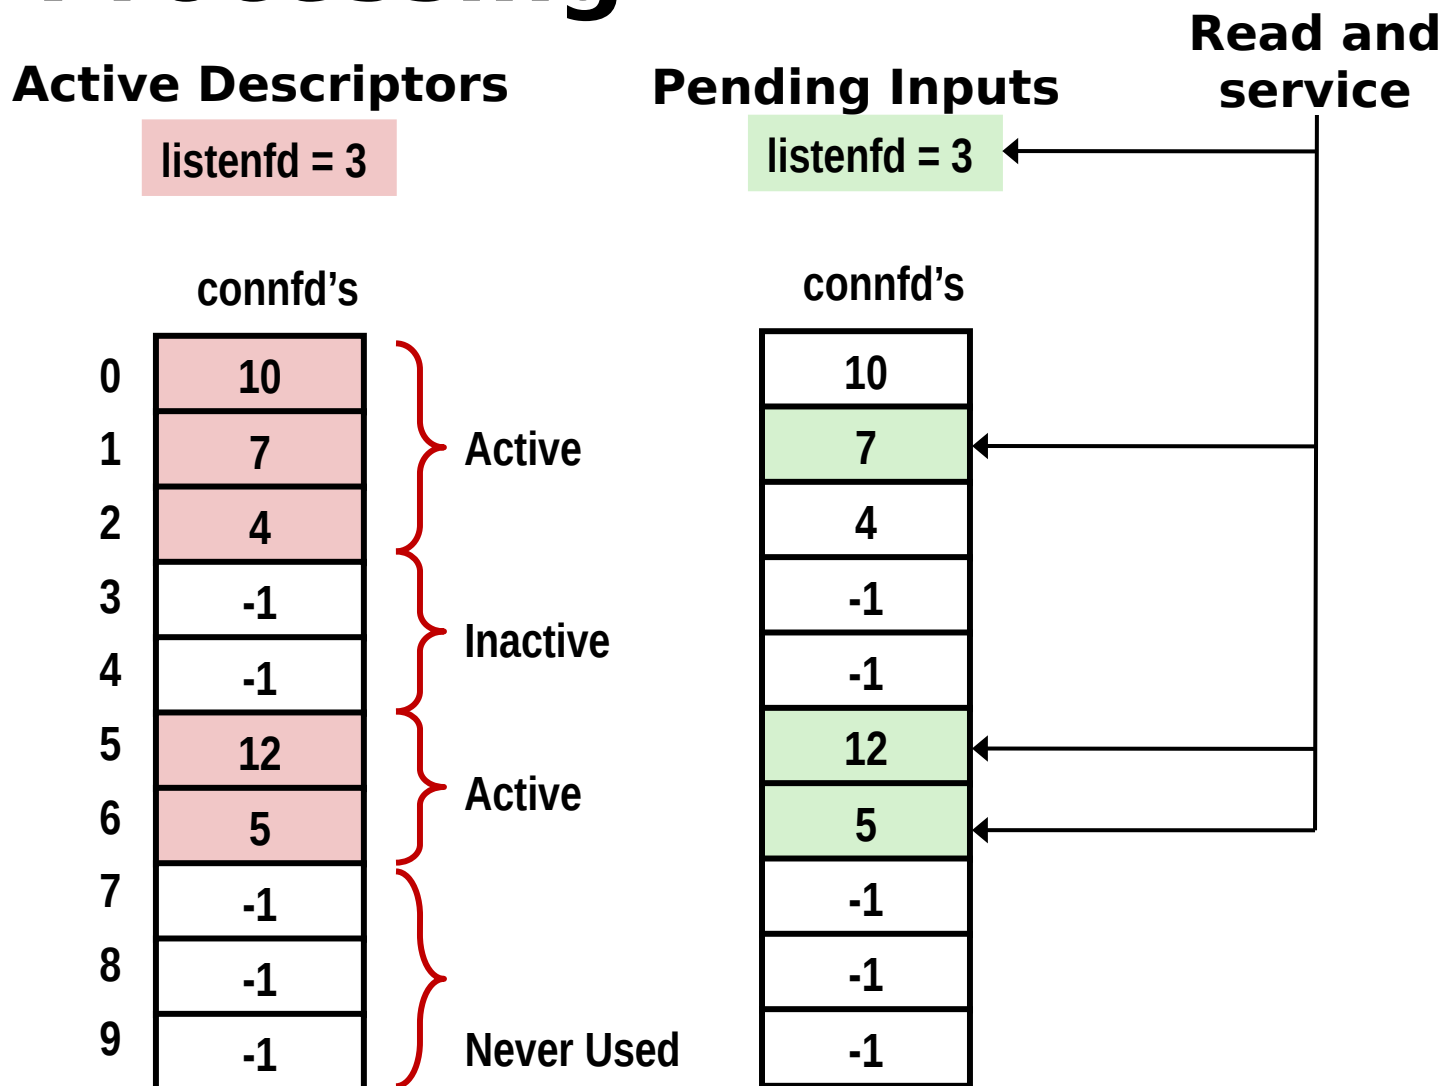 Processing
Read and
service
Active Descriptors
Pending Inputs
listenfd = 3
listenfd = 3
connfd’s
connfd’s
0 10 10
1 7 Active 7
2 4 4
3 -1 -1
Inactive
4 -1 -1
5 12 12
Active
6 5 5
7 -1 -1
8 -1 -1
9 -1 Never Used -1